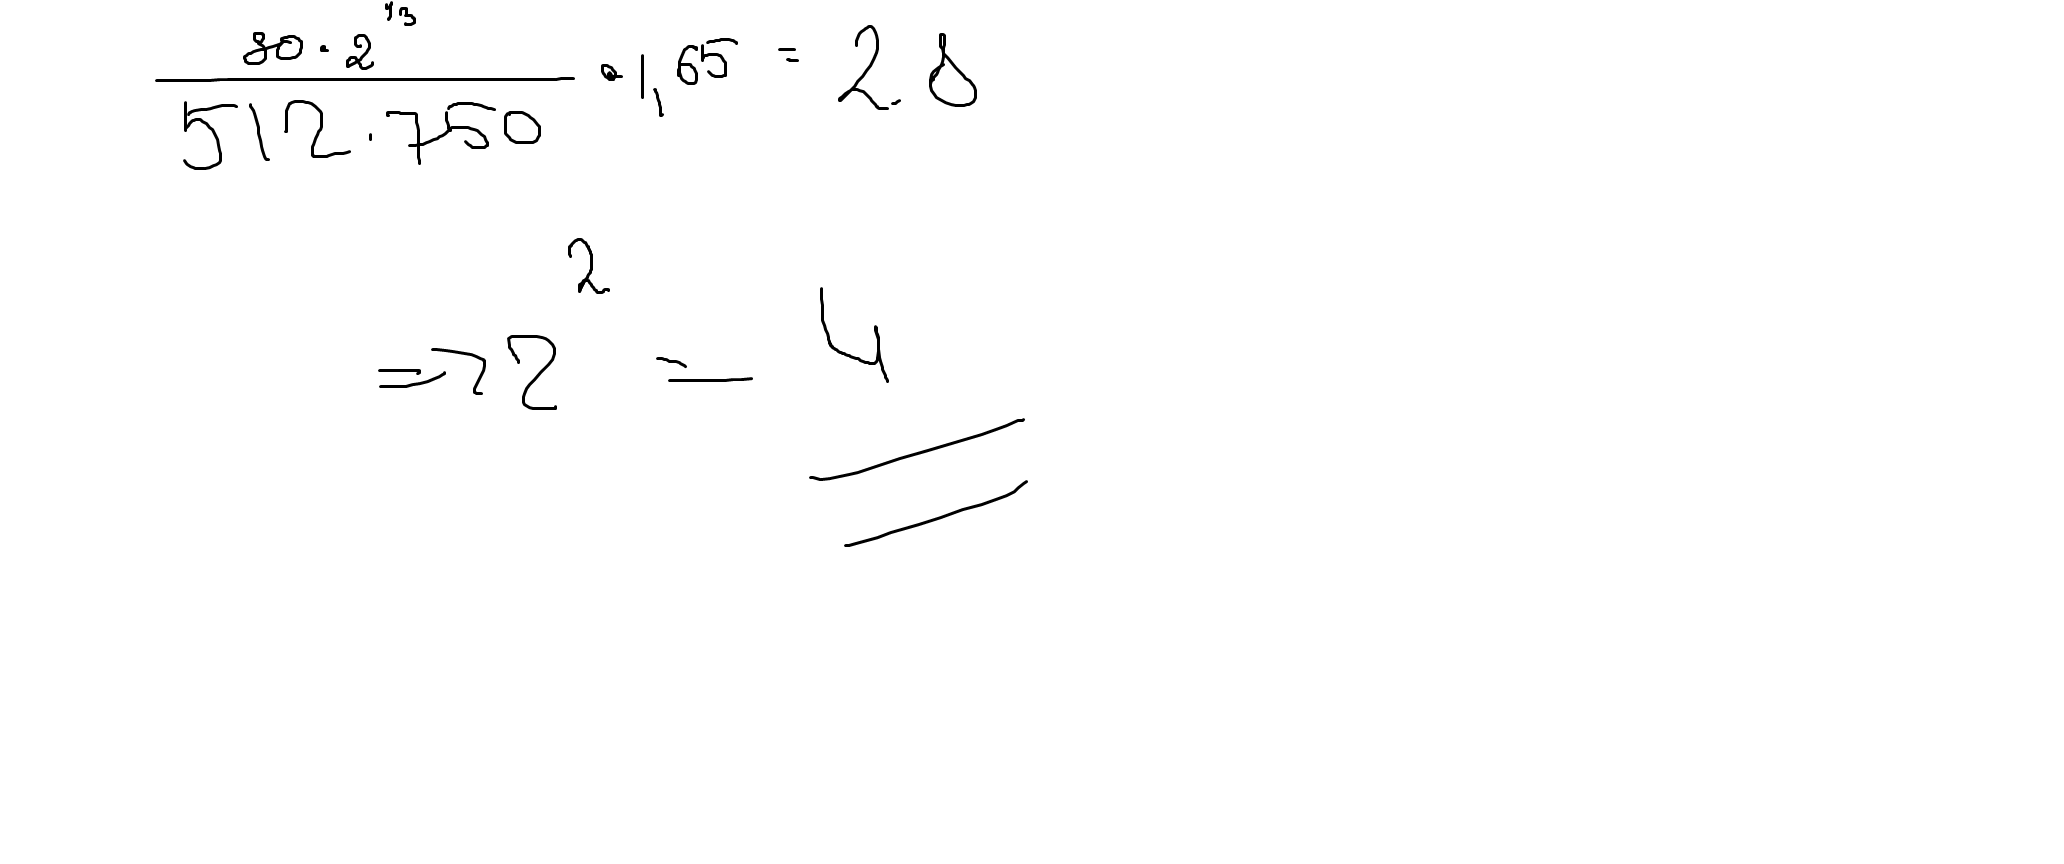 80 · 2^1/3
512 · 750 · 1,65 = 2.8
=> 2^2 = 4